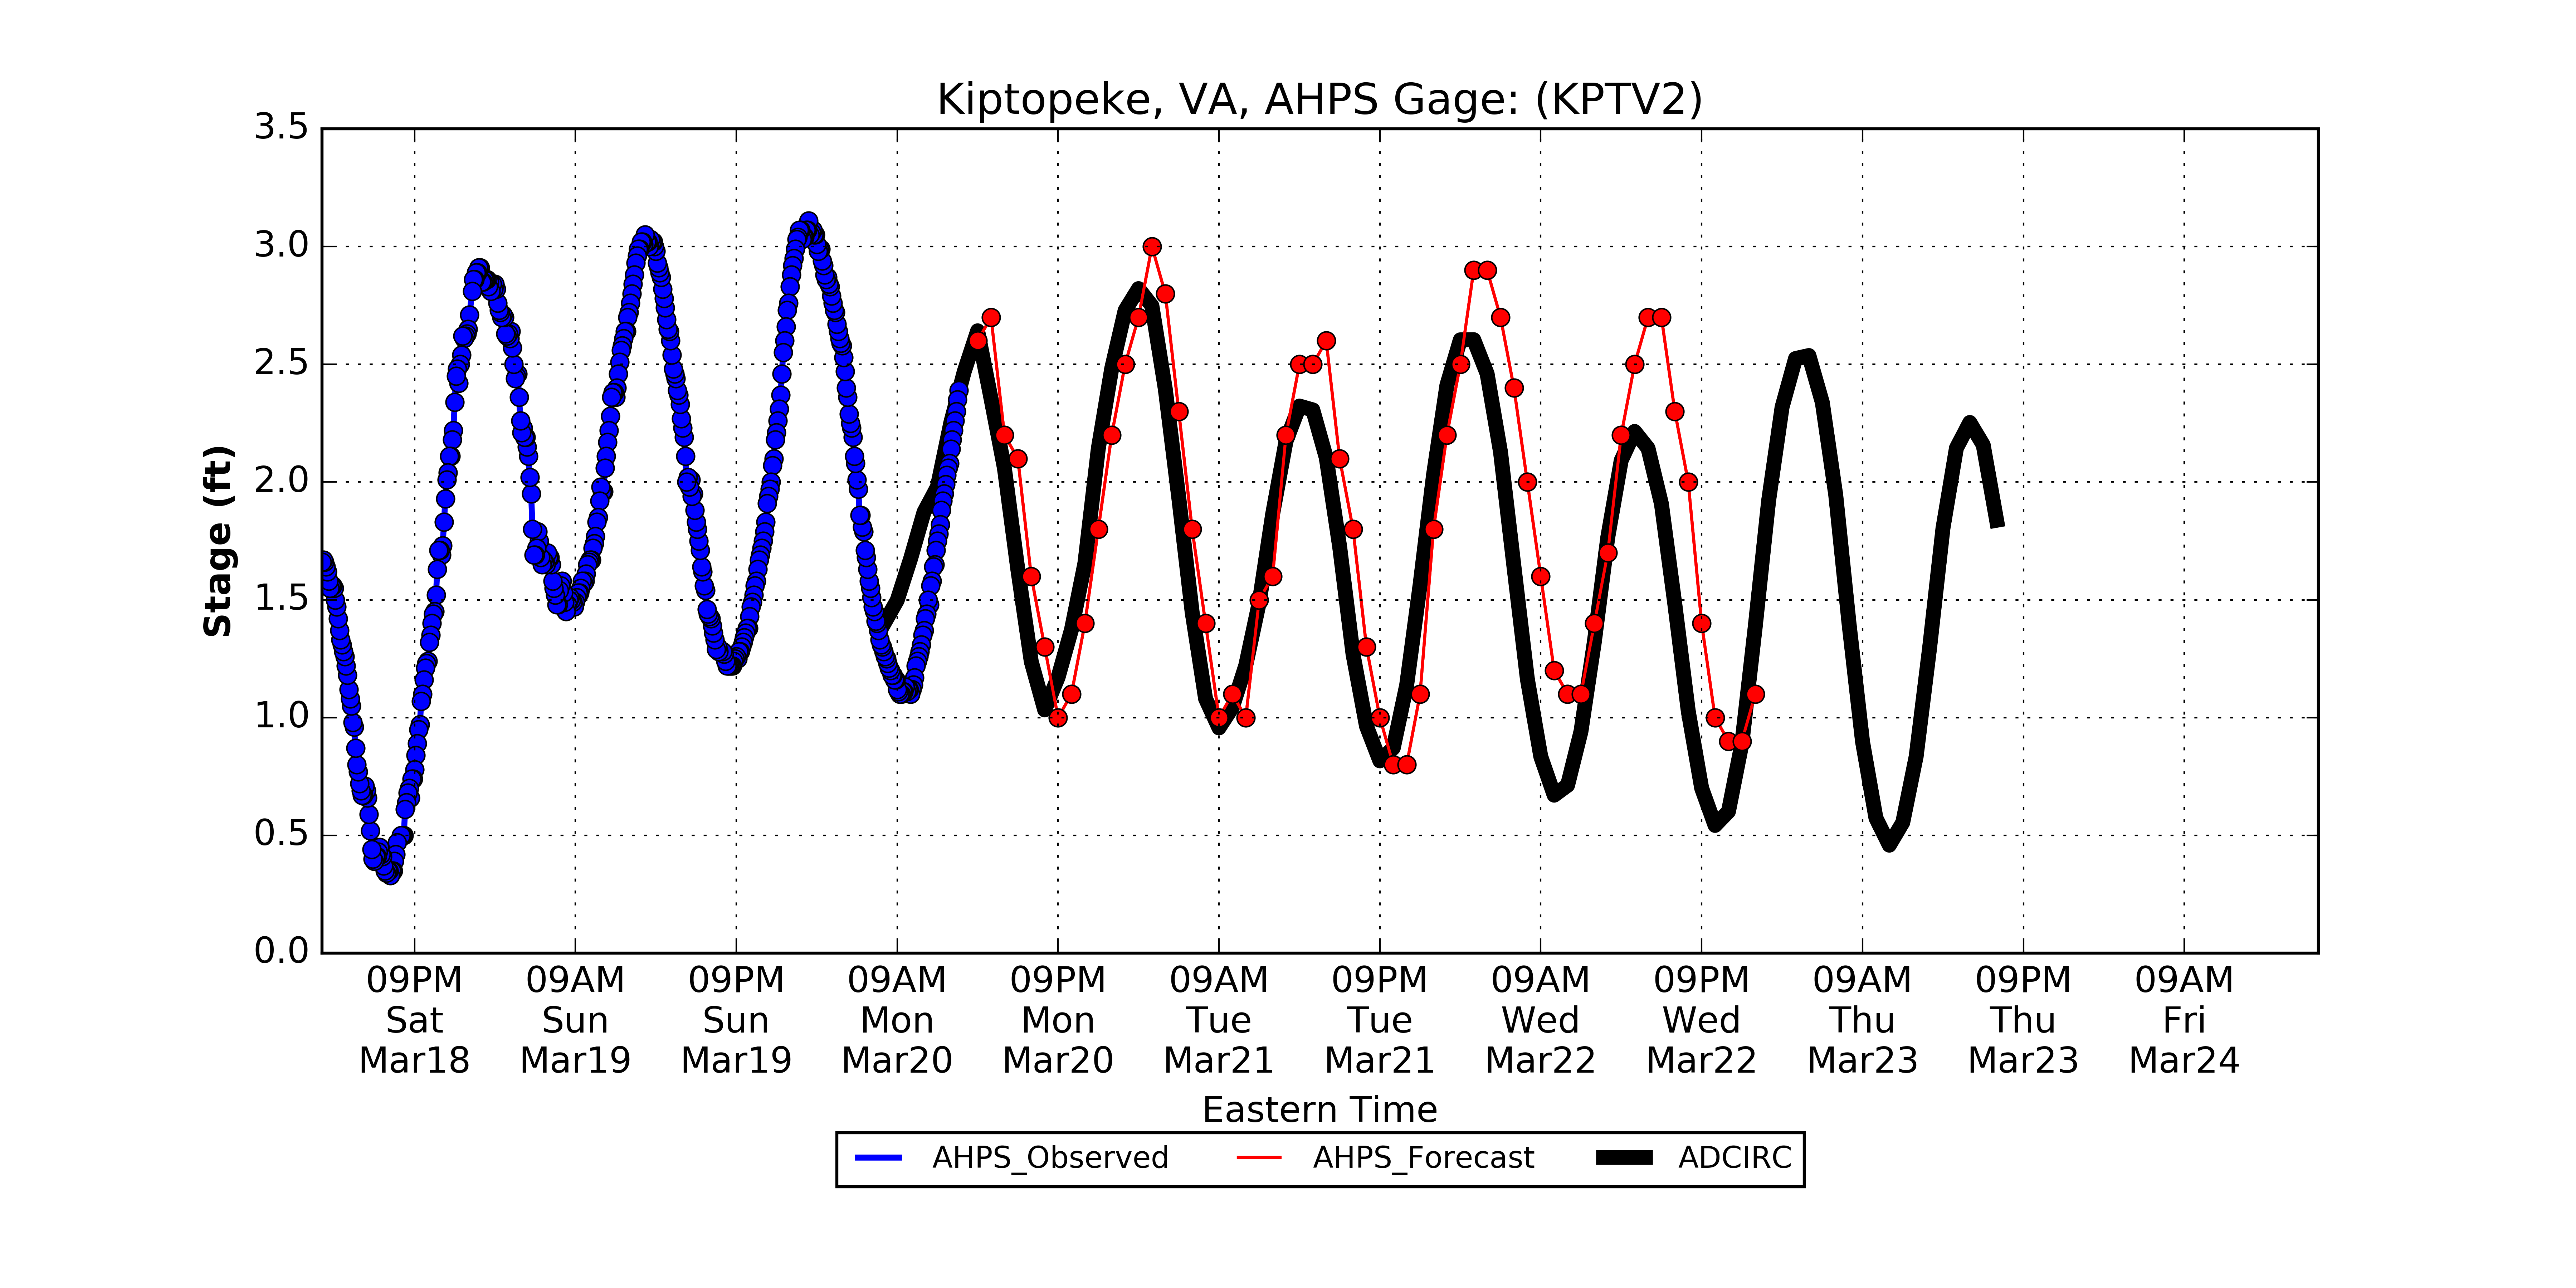 Kiptopeke, VA, AHPS Gage: (KPTV2)
3.5
3.0
2.5
2.0
1.5
1.0
0.5
0.0
Stage (ft)
09PM 09AM 09PM 09AM 09PM 09AM 09PM 09AM 09PM 09AM 09PM 09AM
Sat Sun Sun Mon Mon Tue Tue Wed Wed Thu Thu Fri
Mar18 Mar19 Mar19 Mar20 Mar20 Mar21 Mar21 Mar22 Mar22 Mar23 Mar23 Mar24
Eastern Time
AHPS_Observed AHPS_Forecast ADCIRC